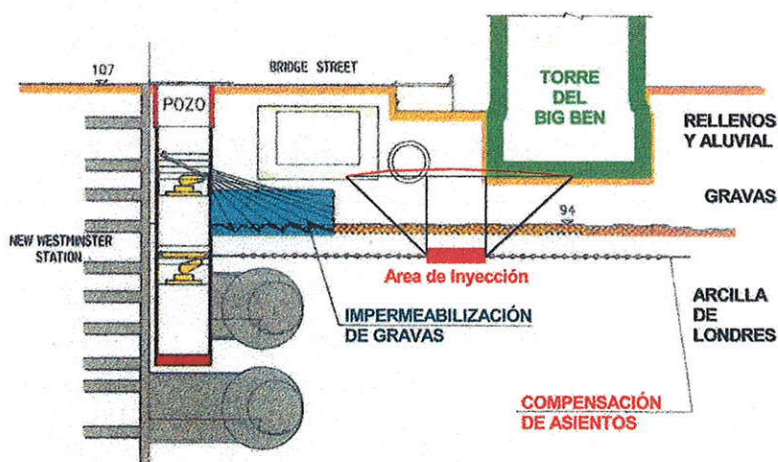 107
BRIDGE STREET
POZO
TORRE
DEL
BIG BEN
RELLENOS
Y ALUVIAL
GRAVAS
94
NEW WESTMINSTER
STATION
Area de Inyección
IMPERMEABILIZACIÓN
DE GRAVAS
ARCILLA
DE
LONDRES
COMPENSACIÓN
DE ASIENTOS